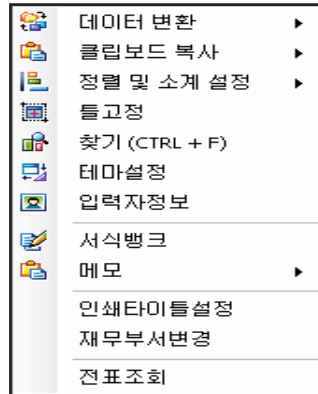 데이터 변환
클립보드 복사
정렬 및 소계 설정
틀고정
찾기 (CTRL + F)
테마설정
입력자정보
서식뱅크
메모
인쇄타이틀설정
재무부서변경
전표조회